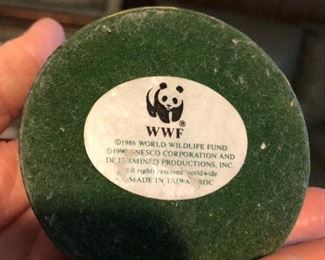 WWF®
©1986 WORLD WILDLIFE FUND
©1990 ENESCO CORPORATION AND
DETERMINED PRODUCTIONS, INC.
All rights reserved worldwide
MADE IN TAIWAN ROC